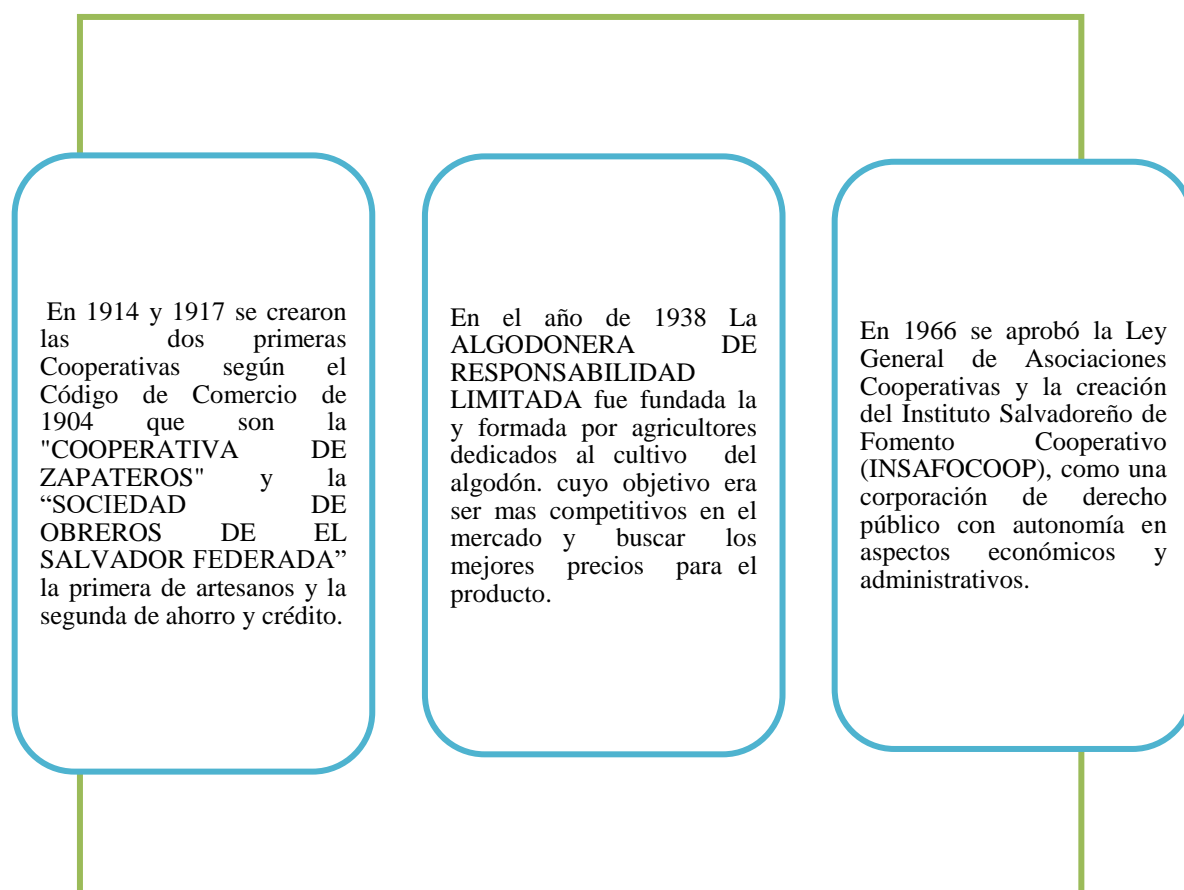 En 1914 y 1917 se crearon
las dos primeras
Cooperativas según el
Código de Comercio de
1904 que son la
"COOPERATIVA DE
ZAPATEROS" y la
“SOCIEDAD DE
OBREROS DE EL
SALVADOR FEDERADA”
la primera de artesanos y la
segunda de ahorro y crédito.
En el año de 1938 La
ALGODONERA DE
RESPONSABILIDAD
LIMITADA fue fundada la
y formada por agricultores
dedicados al cultivo del
algodón. cuyo objetivo era
ser mas competitivos en el
mercado y buscar los
mejores precios para el
producto.
En 1966 se aprobó la Ley
General de Asociaciones
Cooperativas y la creación
del Instituto Salvadoreño de
Fomento Cooperativo
(INSAFOCOOP), como una
corporación de derecho
público con autonomía en
aspectos económicos y
administrativos.